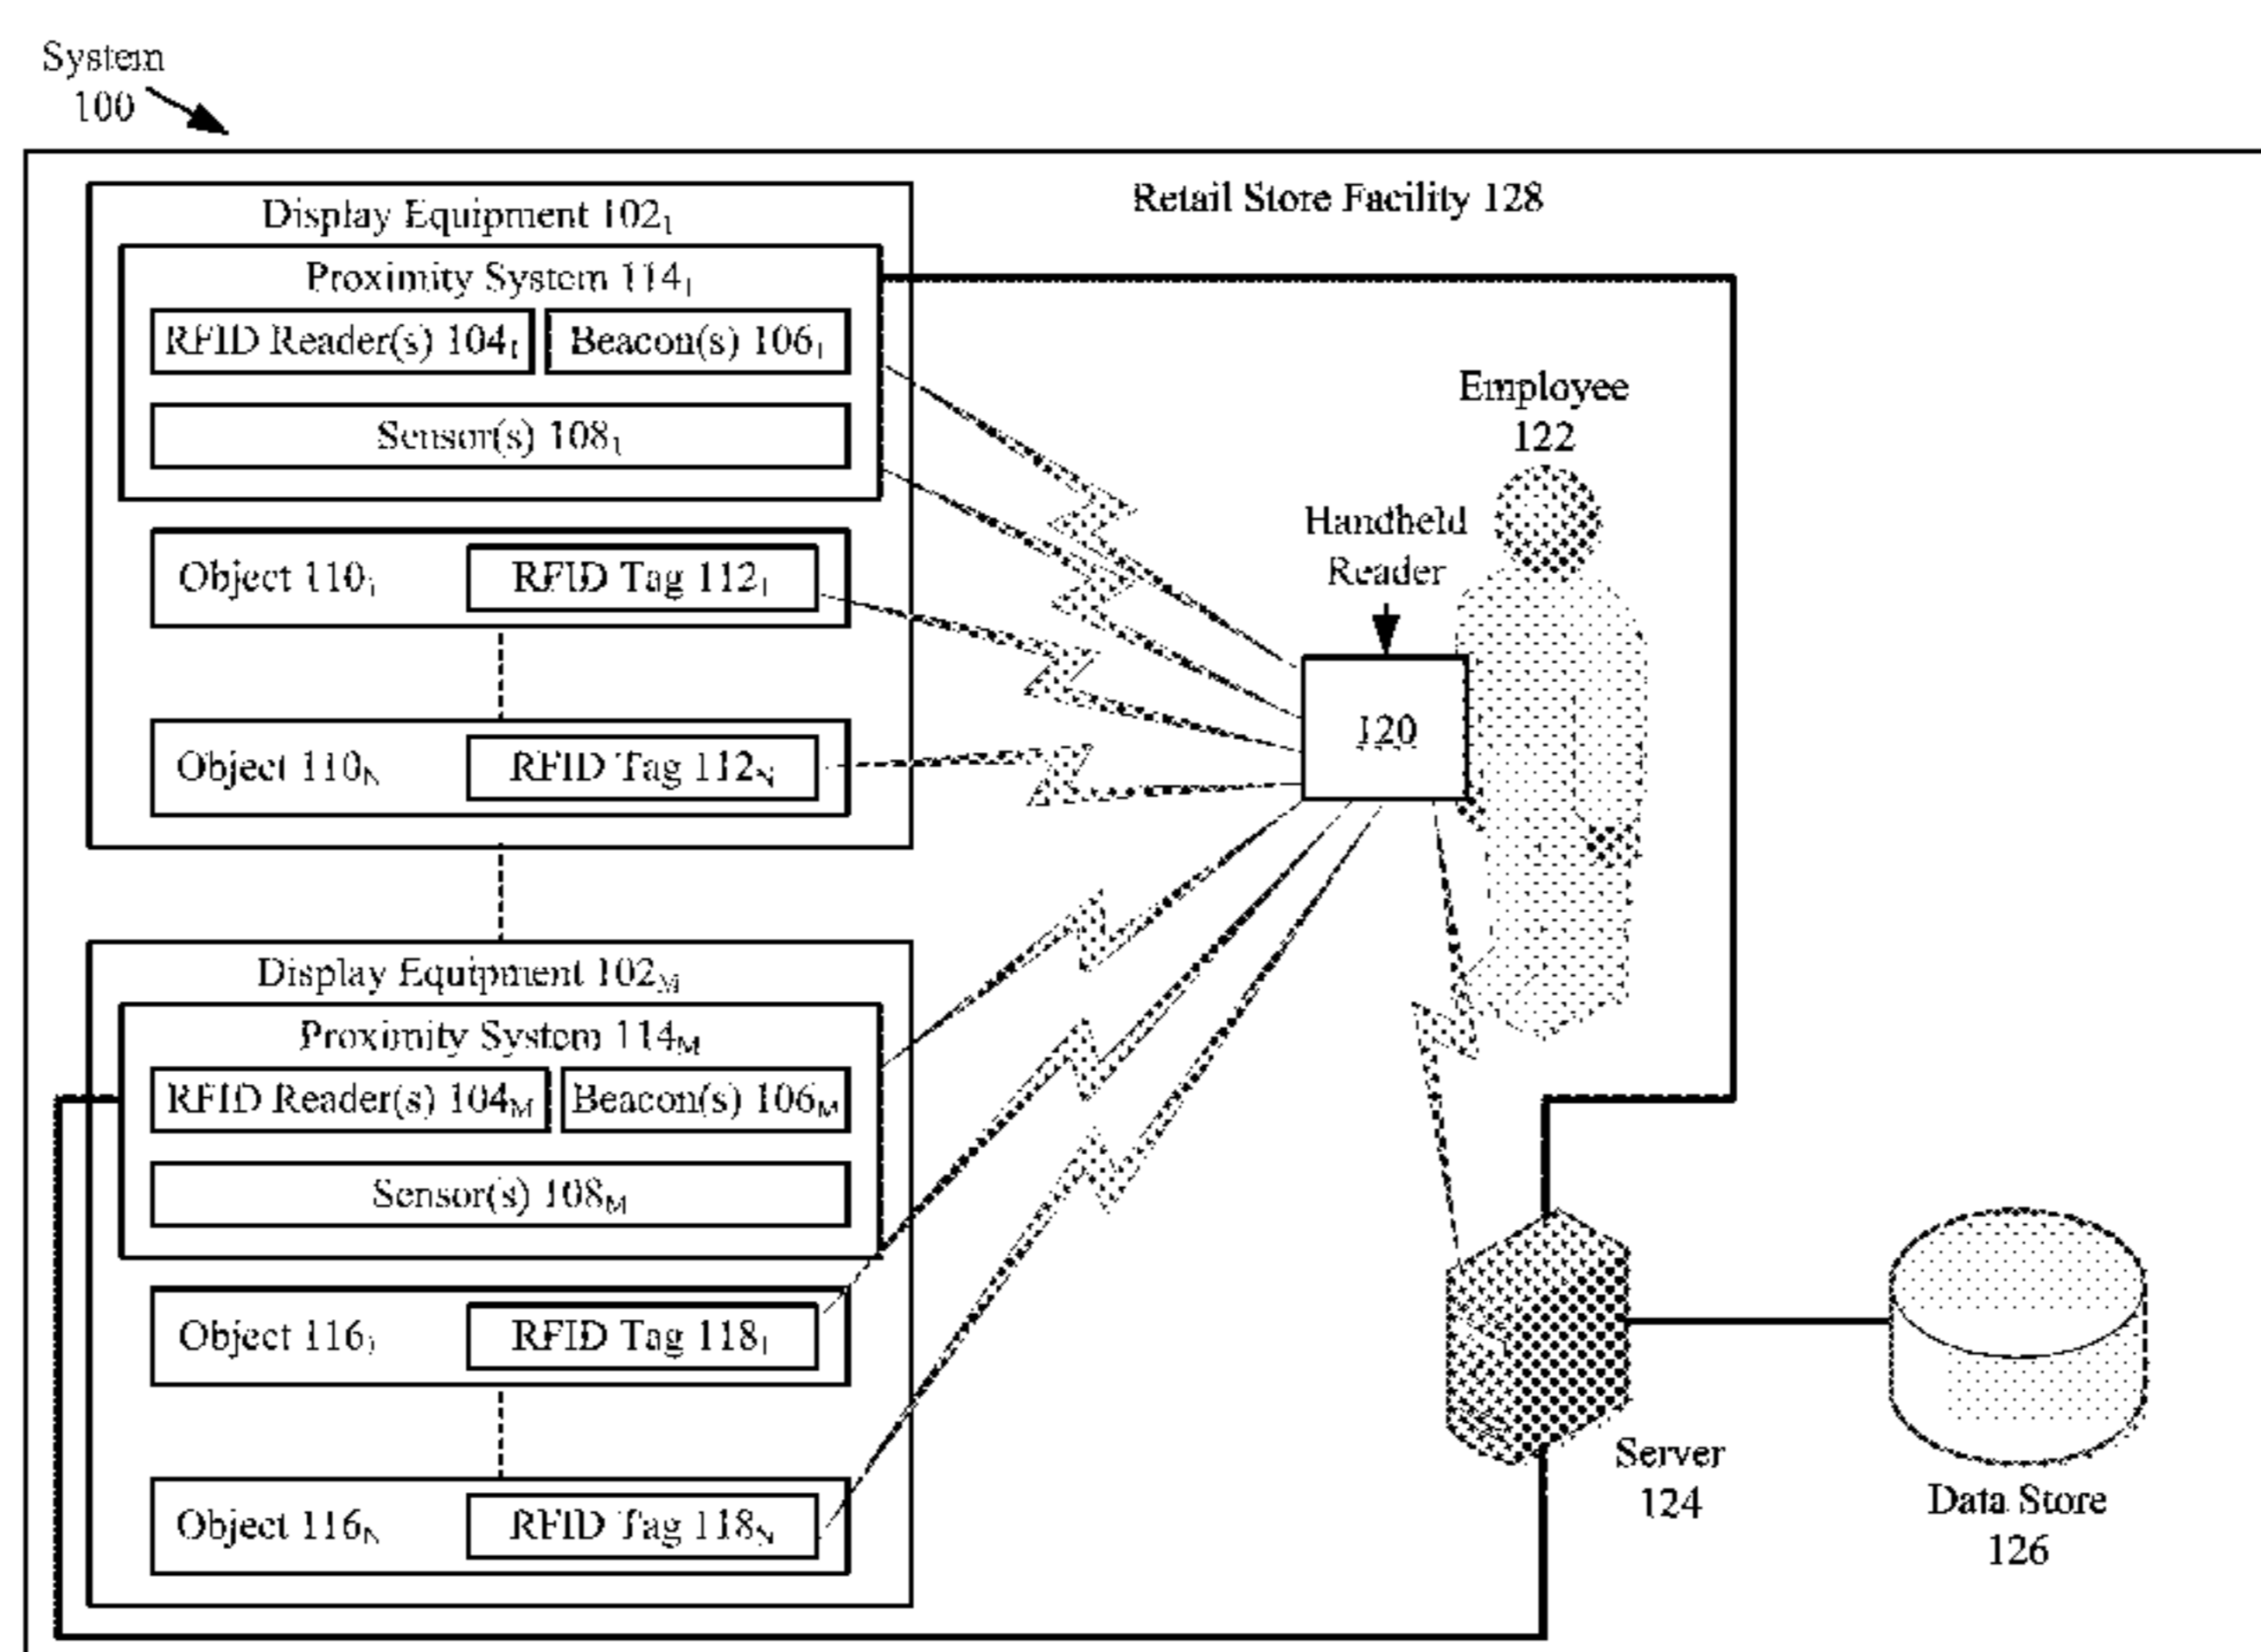 System
100
Retail Store Facility 128
Display Equipment 102₁
Proximity System 114₁
RFID Reader(s) 104₁
Beacon(s) 106₁
Sensor(s) 108₁
Object 110₁
RFID Tag 112₁
Object 110N
RFID Tag 112N
Employee
122
Handheld
Reader
120
Display Equipment 102M
Proximity System 114M
RFID Reader(s) 104M
Beacon(s) 106M
Sensor(s) 108M
Object 116₁
RFID Tag 118₁
Object 116N
RFID Tag 118N
Server
124
Data Store
126